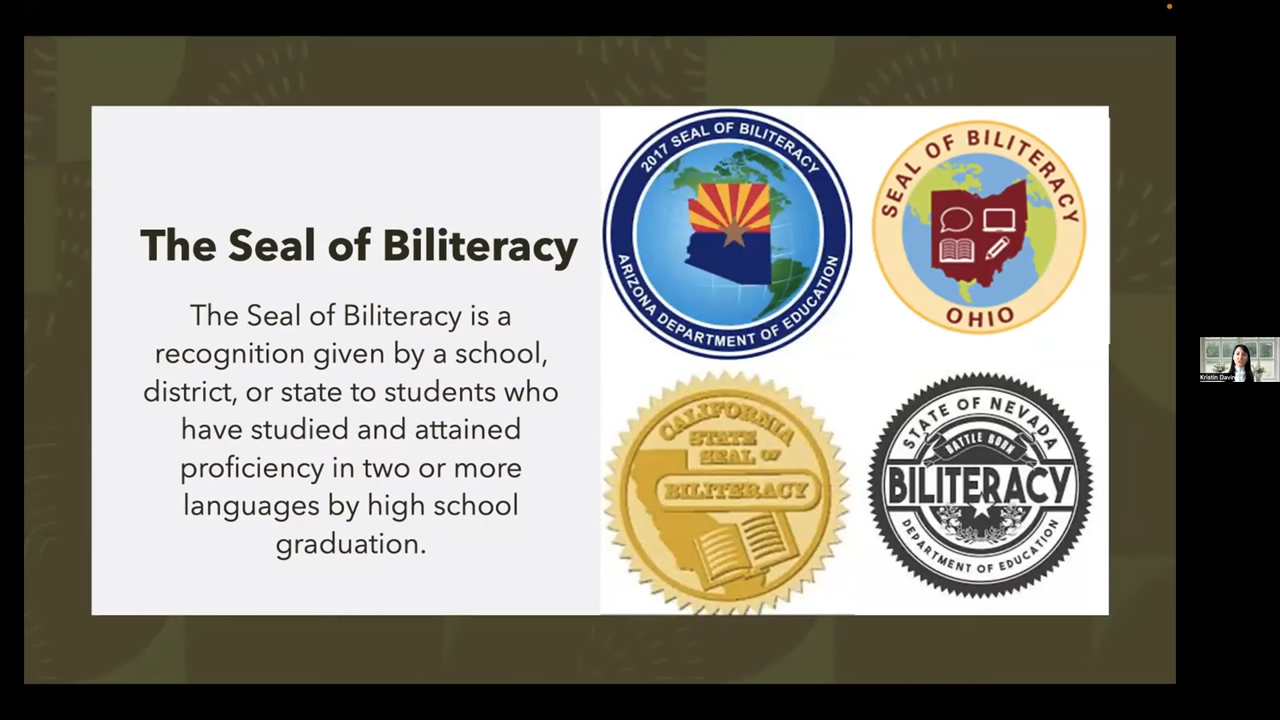 The Seal of Biliteracy
The Seal of Biliteracy is a
recognition given by a school,
district, or state to students who
have studied and attained
proficiency in two or more
languages by high school
graduation.
2017 SEAL OF BILITERACY
ARIZONA DEPARTMENT OF EDUCATION
SEAL OF BILITERACY
OHIO
CALIFORNIA
STATE
SEAL OF
BILITERACY
STATE OF NEVADA
BATTLE BORN
BILITERACY
DEPARTMENT OF EDUCATION
Kristin